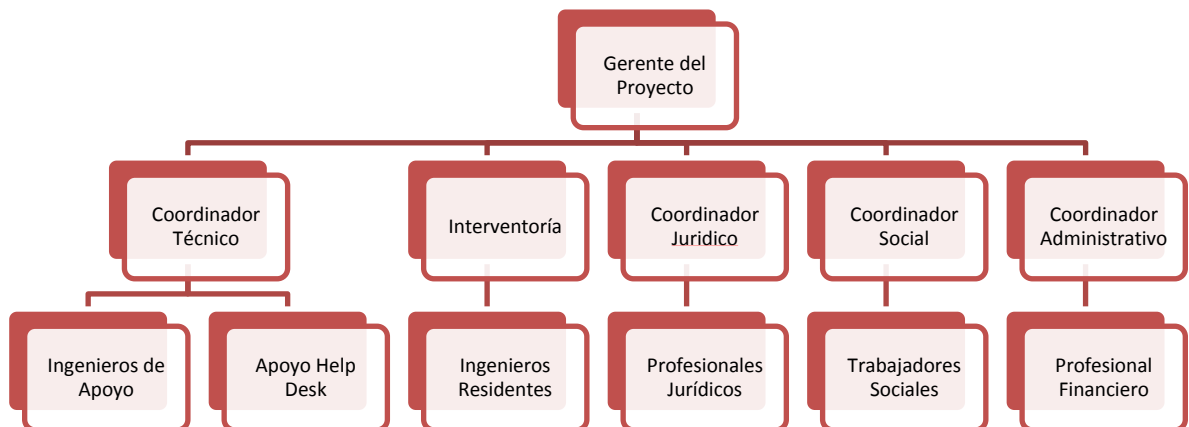 Gerente del
Proyecto
Coordinador
Técnico
Interventoría
Coordinador
Juridico
Coordinador
Social
Coordinador
Administrativo
Ingenieros de
Apoyo
Apoyo Help
Desk
Ingenieros
Residentes
Profesionales
Jurídicos
Trabajadores
Sociales
Profesional
Financiero